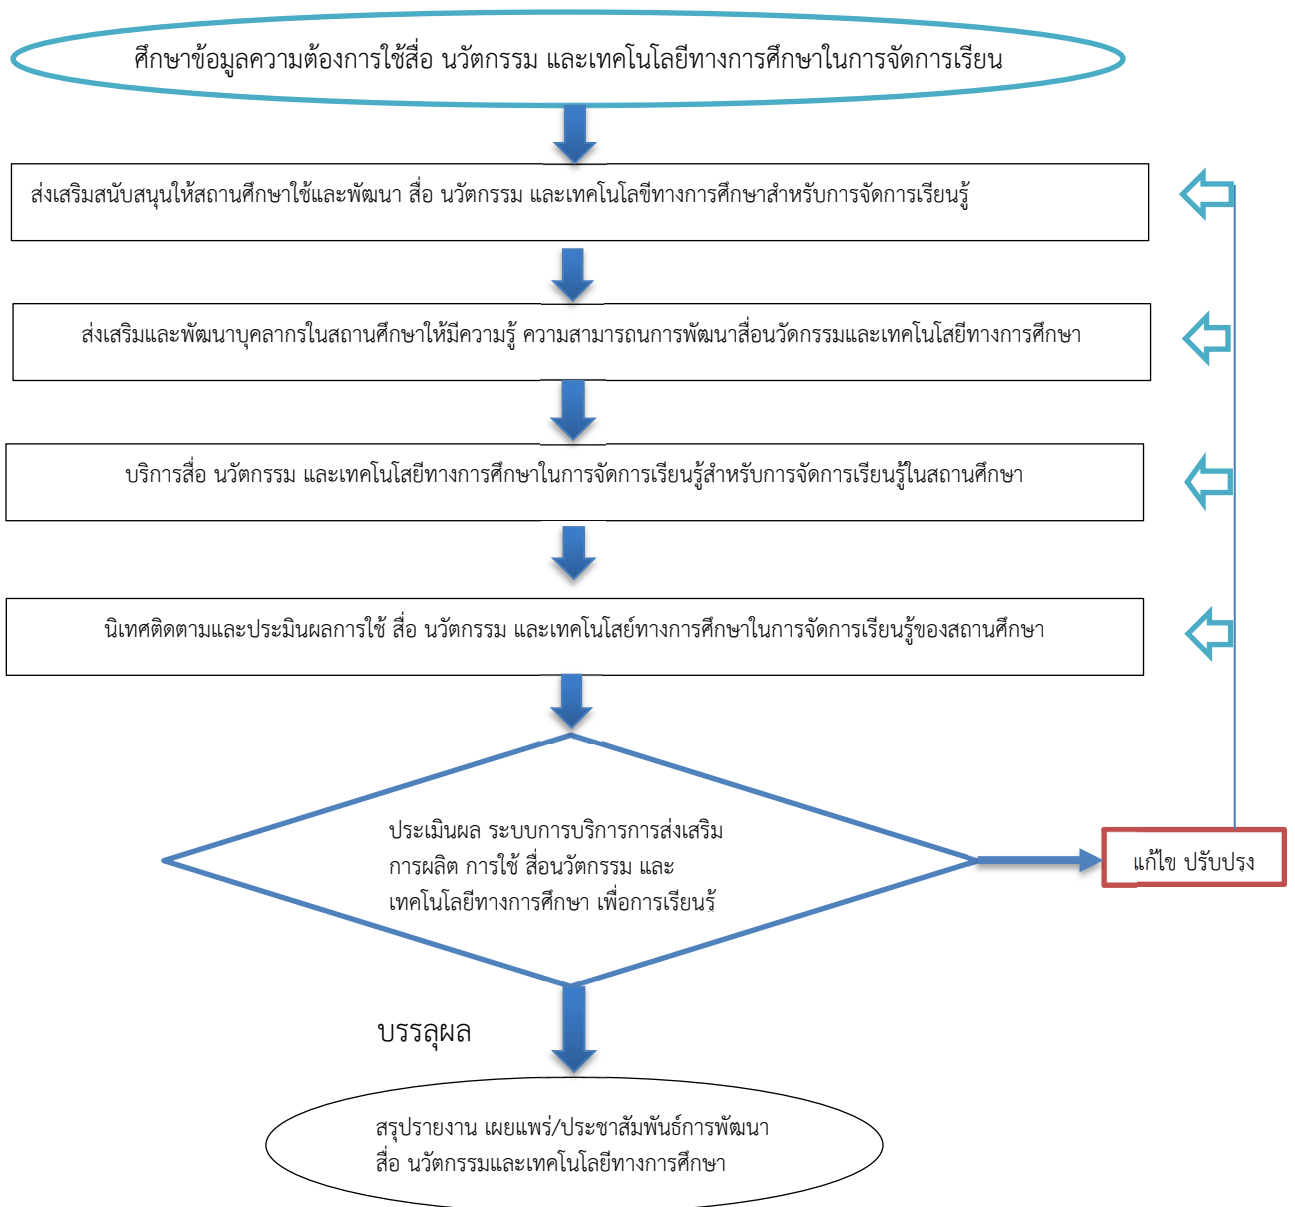 ศึกษาข้อมูลความต้องการใช้สื่อ นวัตกรรม และเทคโนโลยีทางการศึกษาในการจัดการเรียน
ส่งเสริมสนับสนุนให้สถานศึกษาใช้และพัฒนา สื่อ นวัตกรรม และเทคโนโลขีทางการศึกษาสำหรับการจัดการเรียนรู้
ส่งเสริมและพัฒนาบุคลากรในสถานศึกษาให้มีความรู้ ความสามารถนการพัฒนาสื่อนวัดกรรมและเทคโนโสยีทางการศึกษา
บริการสื่อ นวัตกรรม และเทคโนโสยีทางการศึกษาในการจัดการเรียนรู้สำหรับการจัดการเรียนรู้ในสถานศึกษา
นิเทศติดตามและประมินผลการใช้ สื่อ นวัตกรรม และเทคโนโสย์ทางการศึกษาในการจัดการเรียนรู้ของสถานศึกษา
ประเมินผล ระบบการบริการการส่งเสริม
การผลิต การใช้ สื่อนวัตกรรม และ
เทคโนโลยีทางการศึกษา เพื่อการเรียนรู้
แก้ไข ปรับปรุง
บรรลุผล
สรุปรายงาน เผยแพร่/ประชาสัมพันธ์การพัฒนา
สื่อ นวัตกรรมและเทคโนโลยีทางการศึกษา